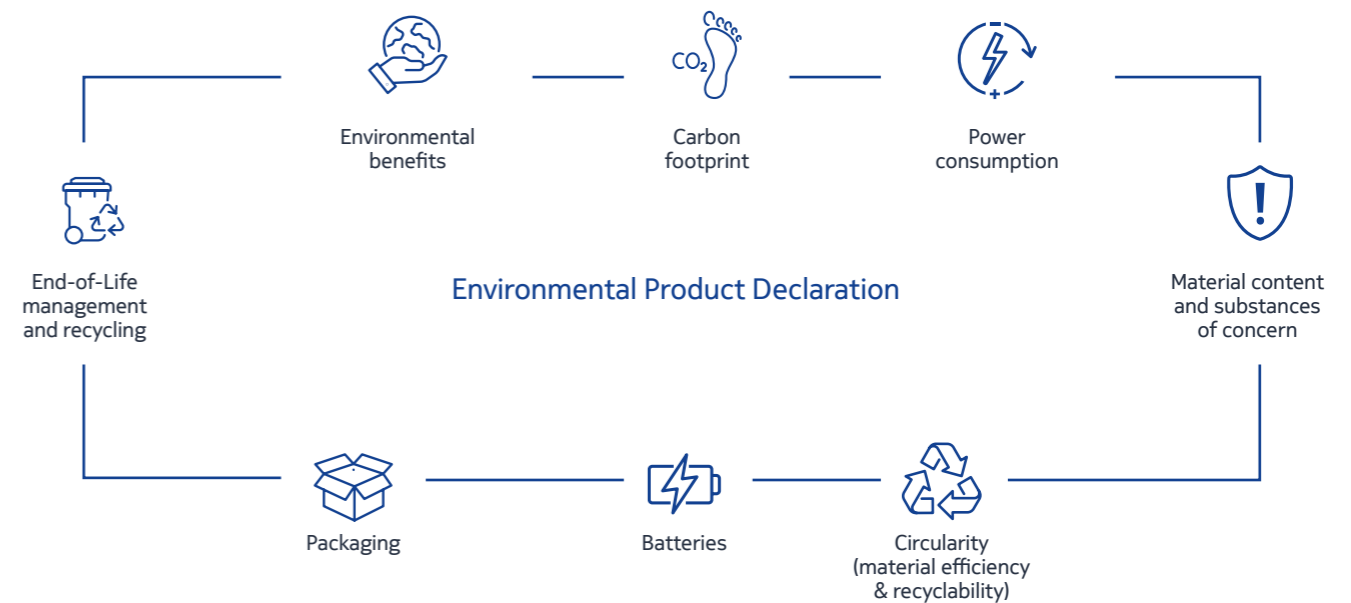 CO₂
Environmental
benefits
Carbon
footprint
Power
consumption
End-of-Life
management
and recycling
Environmental Product Declaration
Material content
and substances
of concern
Packaging
Batteries
Circularity
(material efficiency
& recyclability)